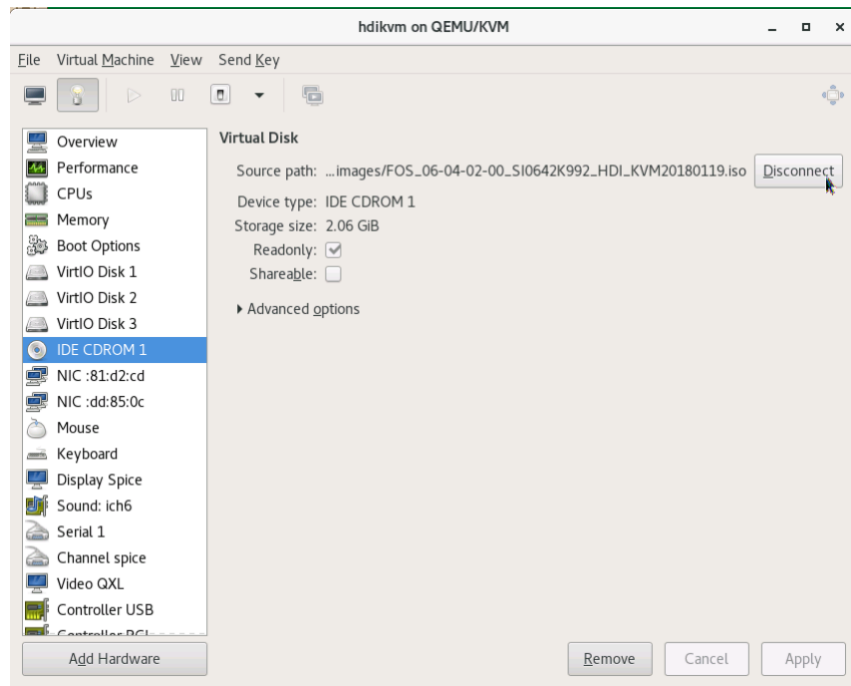 hdikvm on QEMU/KVM
File Virtual Machine View Send Key
Overview
Performance
CPUs
Memory
Boot Options
VirtIO Disk 1
VirtIO Disk 2
VirtIO Disk 3
IDE CDROM 1
NIC :81:d2:cd
NIC :dd:85:0c
Mouse
Keyboard
Display Spice
Sound: ich6
Serial 1
Channel spice
Video QXL
Controller USB
Controller PCI
Add Hardware
Virtual Disk
Source path: ...images/FOS_06-04-02-00_SI0642K992_HDI_KVM20180119.iso Disconnect
Device type: IDE CDROM 1
Storage size: 2.06 GiB
Readonly:
Shareable:
Advanced options
Remove Cancel Apply